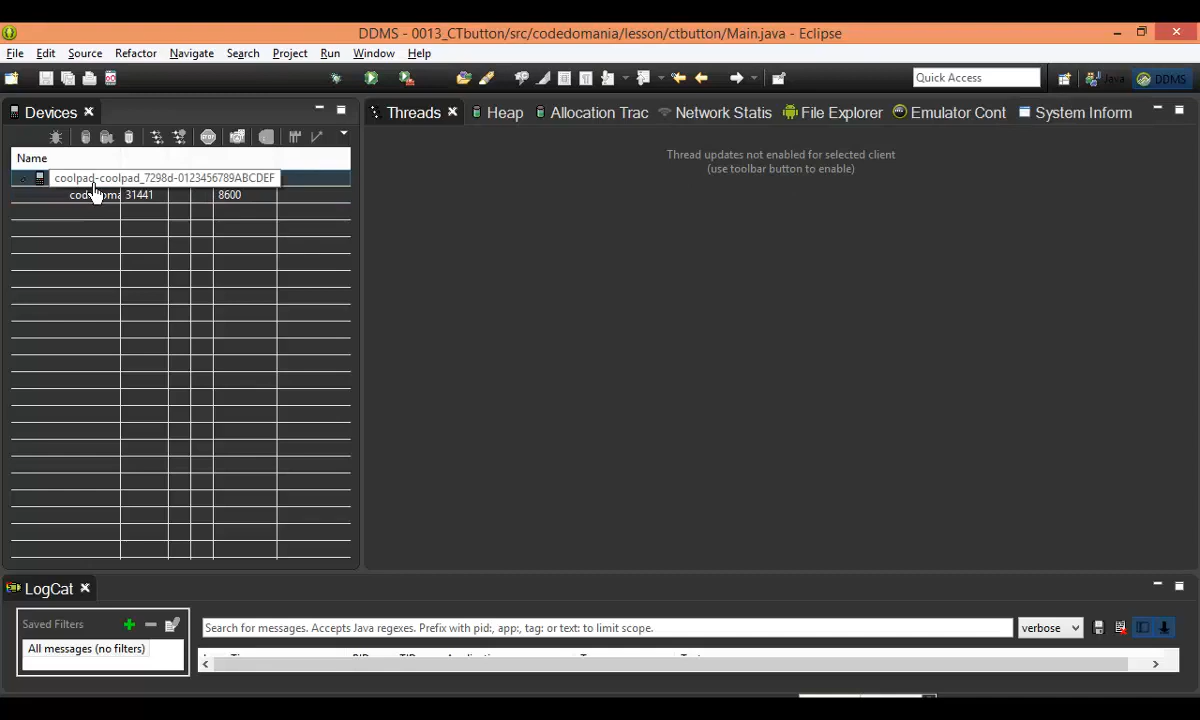 DDMS - 0013_CTbutton/src/codedomania/lesson/ctbutton/Main.java - Eclipse
File Edit Source Refactor Navigate Search Project Run Window Help
Quick Access
Java
DDMS
Devices
Threads
Heap
Allocation Trac
Network Statis
File Explorer
Emulator Cont
System Inform
Name
coolpad-coolpad_7298d-0123456789ABCDEF
31441 8600
Thread updates not enabled for selected client
(use toolbar button to enable)
LogCat
Saved Filters
All messages (no filters)
Search for messages. Accepts Java regexes. Prefix with pid:, app:, tag: or text: to limit scope.
verbose